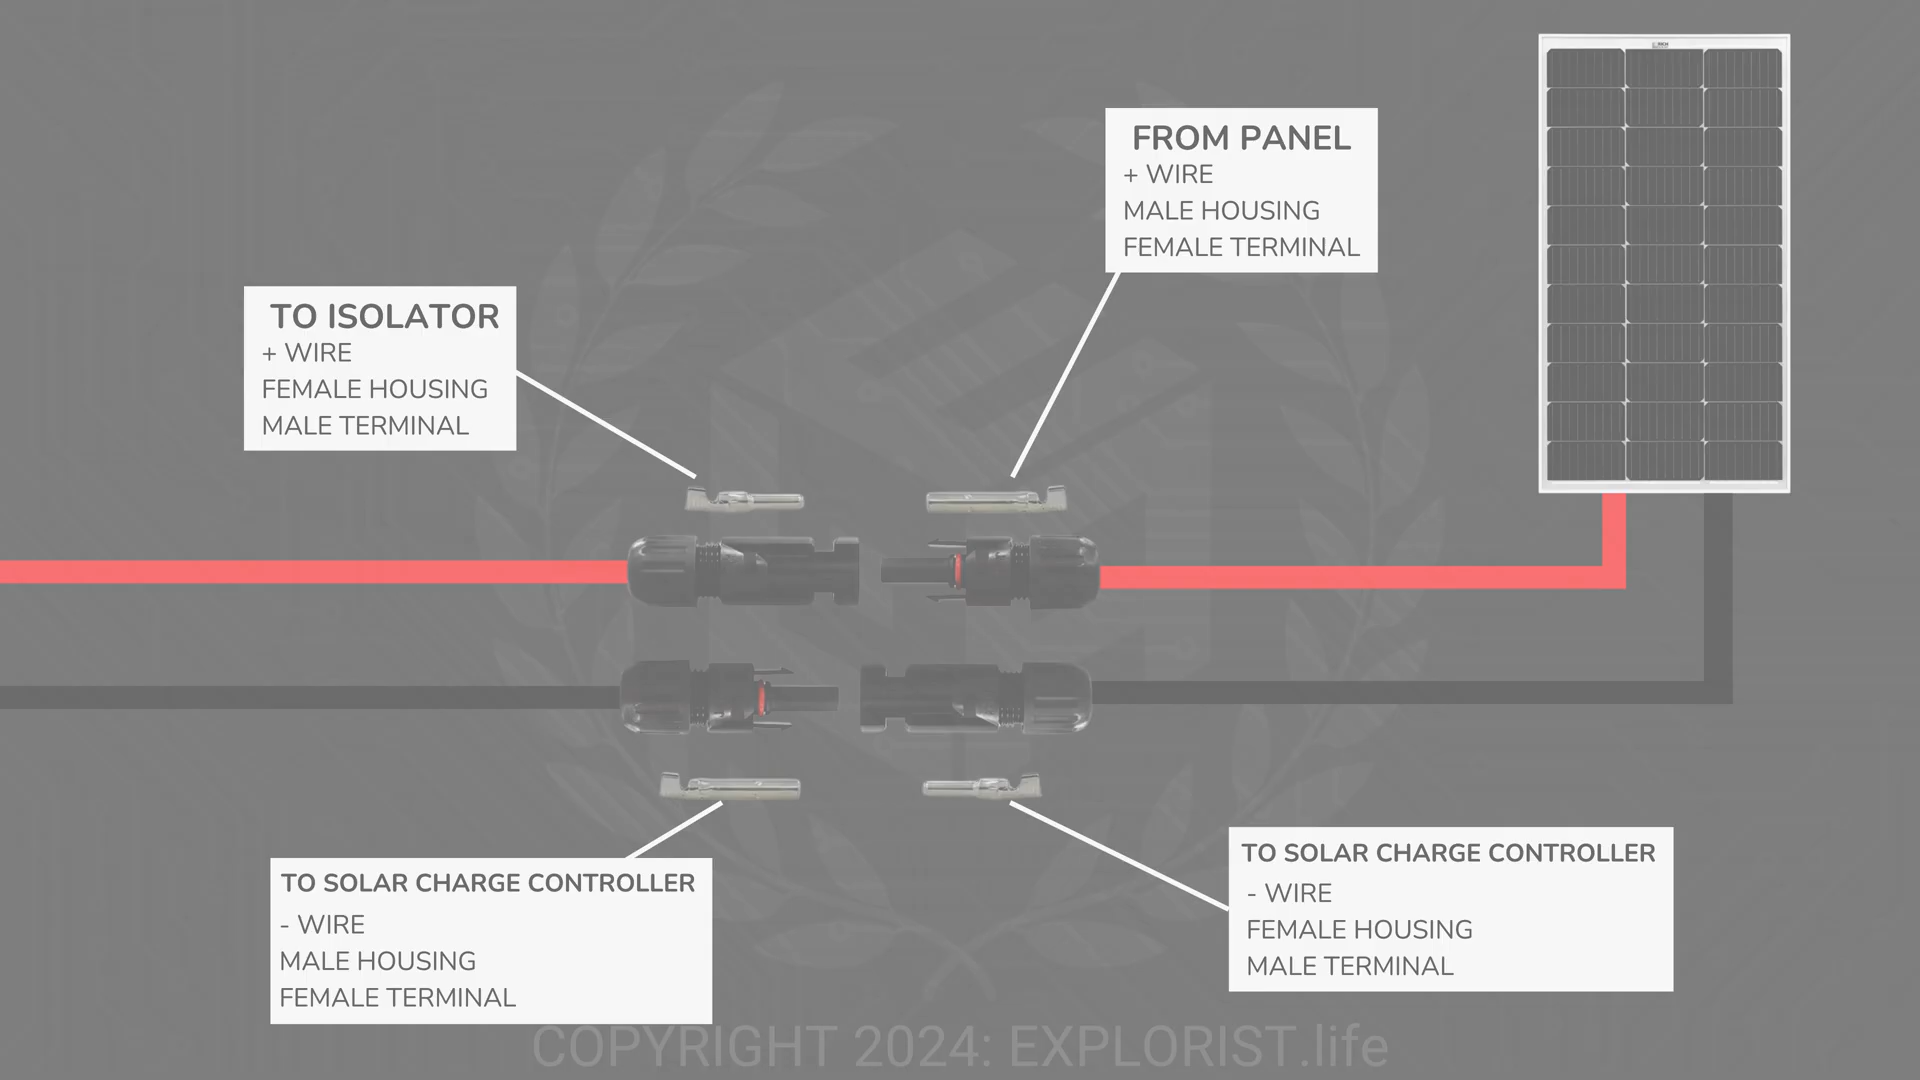 FROM PANEL
+ WIRE
MALE HOUSING
FEMALE TERMINAL
TO ISOLATOR
+ WIRE
FEMALE HOUSING
MALE TERMINAL
TO SOLAR CHARGE CONTROLLER
- WIRE
MALE HOUSING
FEMALE TERMINAL
TO SOLAR CHARGE CONTROLLER
- WIRE
FEMALE HOUSING
MALE TERMINAL
COPYRIGHT 2024: EXPLORIST.life